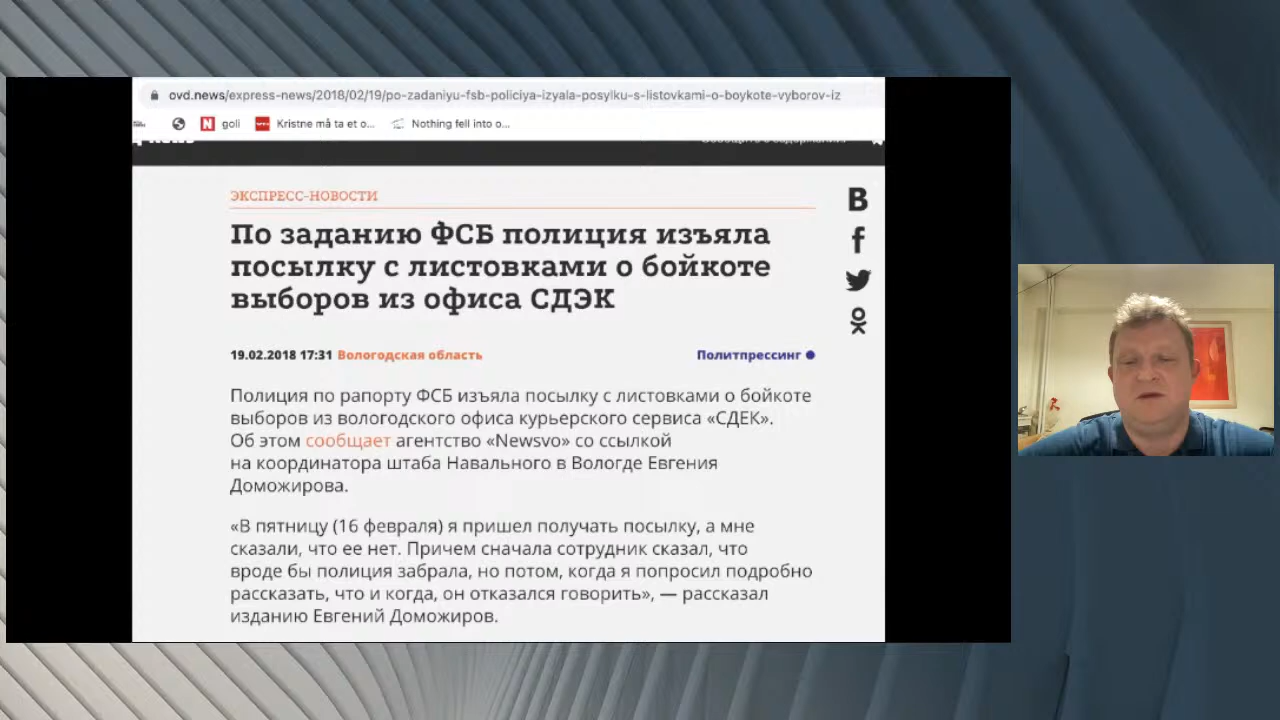 ovd.news/express-news/2018/02/19/po-zadaniyu-fsb-policiya-izyala-posylku-s-listovkami-o-boykote-vyborov-iz
goli
Kristne må ta et o...
Nothing fell into o...
ЭКСПРЕСС-НОВОСТИ
По заданию ФСБ полиция изъяла
посылку с листовками о бойкоте
выборов из офиса СДЭК
19.02.2018 17:31 Вологодская область
Политпрессинг
Полиция по рапорту ФСБ изъяла посылку с листовками о бойкоте
выборов из вологодского офиса курьерского сервиса «СДЕК».
Об этом сообщает агентство «Newsvo» со ссылкой
на координатора штаба Навального в Вологде Евгения
Доможирова.
«В пятницу (16 февраля) я пришел получать посылку, а мне
сказали, что ее нет. Причем сначала сотрудник сказал, что
вроде бы полиция забрала, но потом, когда я попросил подробно
рассказать, что и когда, он отказался говорить», — рассказал
изданию Евгений Доможиров.